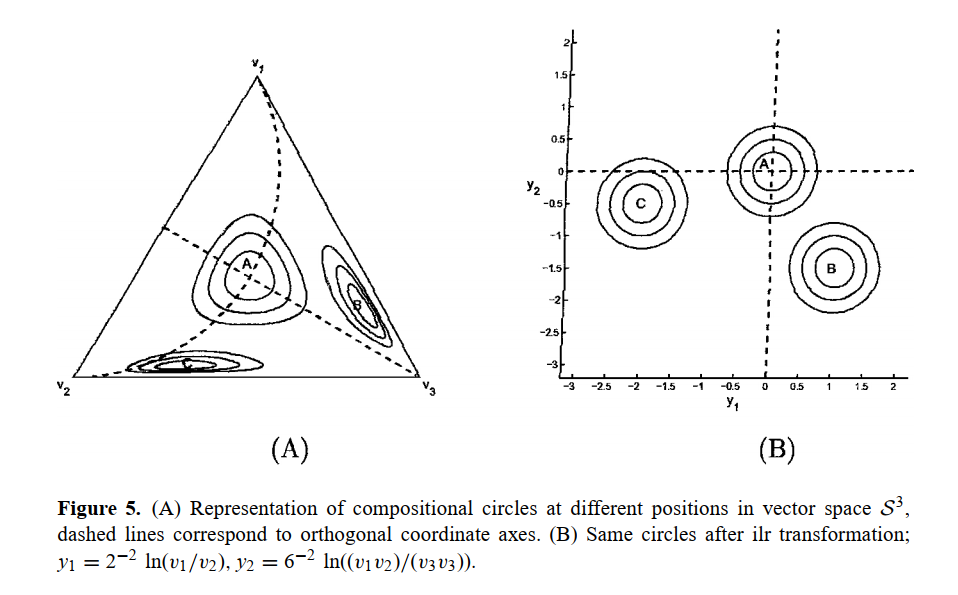 v₁
A
B
C
v₂
v₃
(A)
2
1.5
1
0.5
0
-0.5
-1
-1.5
-2
-2.5
-3
y₂
A
C
B
-3 -2.5 -2 -1.5 -1 -0.5 0 0.5 1 1.5 2
y₁
(B)
Figure 5. (A) Representation of compositional circles at different positions in vector space 𝒮³,
dashed lines correspond to orthogonal coordinate axes. (B) Same circles after ilr transformation;
y₁ = 2⁻² ln(v₁/v₂), y₂ = 6⁻² ln((v₁v₂)/(v₃v₃)).